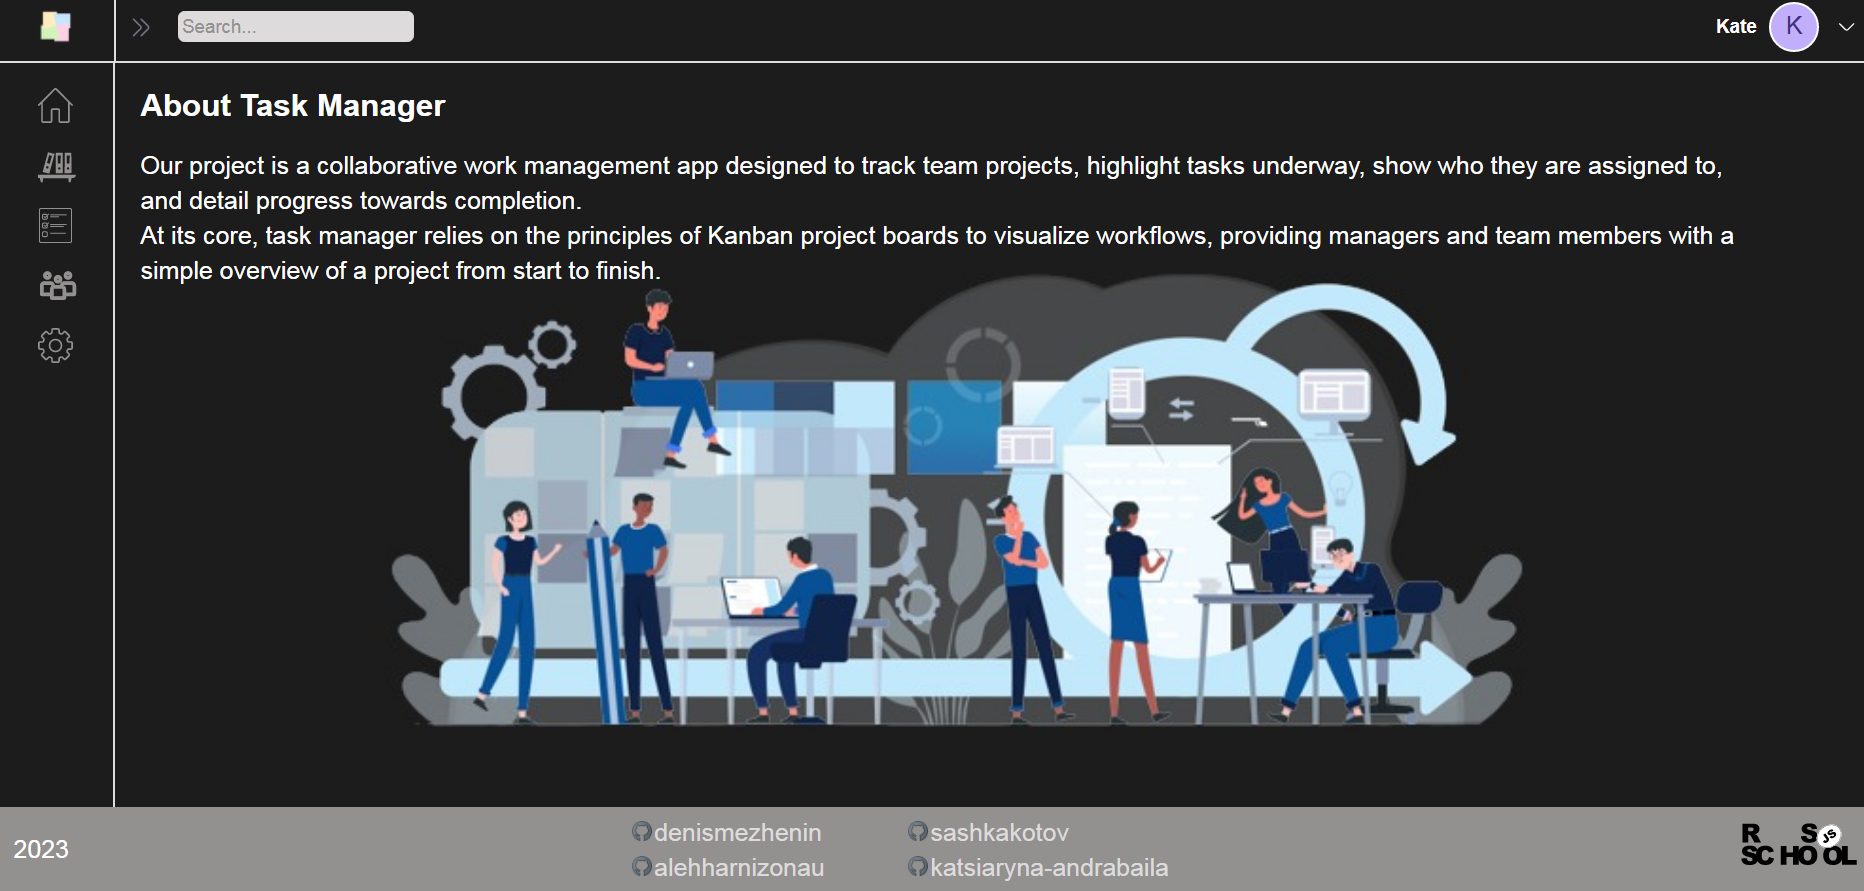 Search...
Kate
K
About Task Manager
Our project is a collaborative work management app designed to track team projects, highlight tasks underway, show who they are assigned to,
and detail progress towards completion.
At its core, task manager relies on the principles of Kanban project boards to visualize workflows, providing managers and team members with a
simple overview of a project from start to finish.
2023
denismezhenin
sashkakotov
alehharnizonau
katsiaryna-andrabaila
R S JS
SCHOOL